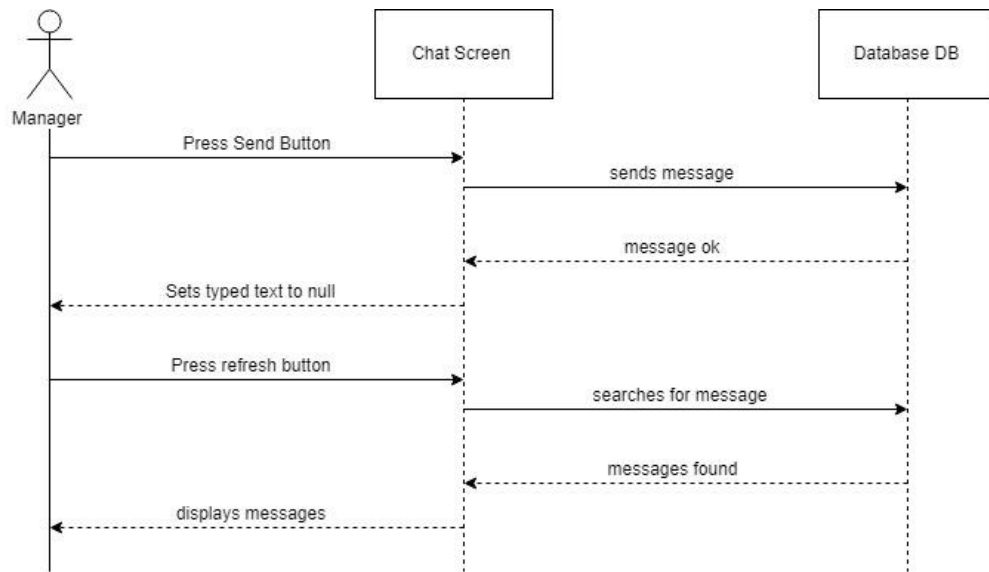 Chat Screen
Database DB
Manager
Press Send Button
sends message
message ok
Sets typed text to null
Press refresh button
searches for message
messages found
displays messages